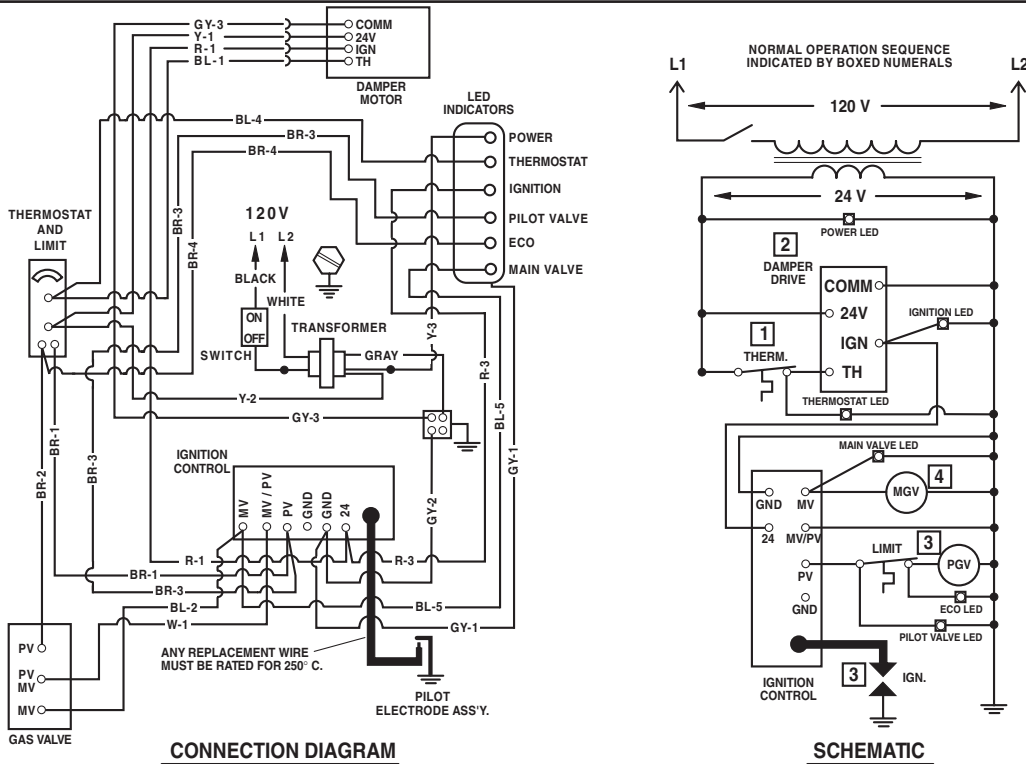 GY-3
Y-1
R-1
BL-1
COMM
24V
IGN
TH
DAMPER
MOTOR
LED
INDICATORS
POWER
THERMOSTAT
IGNITION
PILOT VALVE
ECO
MAIN VALVE
BL-4
BR-3
BR-4
BR-3
BR-4
THERMOSTAT
AND
LIMIT
120V
L1 L2
BLACK
WHITE
ON
OFF
SWITCH
TRANSFORMER
GRAY
Y-3
Y-2
GY-3
R-3
BL-5
GY-1
BR-1
BR-2
BR-3
IGNITION
CONTROL
MV
MV / PV
PV
GND
GND
24
GY-2
R-1
R-3
BR-1
BR-3
BL-2
BL-5
W-1
GY-1
ANY REPLACEMENT WIRE
MUST BE RATED FOR 250° C.
PILOT
ELECTRODE ASS'Y.
PV
PV
MV
MV
GAS VALVE
CONNECTION DIAGRAM
NORMAL OPERATION SEQUENCE
INDICATED BY BOXED NUMERALS
L1
L2
120 V
24 V
POWER LED
2
DAMPER
DRIVE
COMM
24V
IGN
TH
IGNITION LED
1
THERM.
THERMOSTAT LED
MAIN VALVE LED
4
MGV
GND
MV
24
MV/PV
LIMIT
3
PGV
PV
GND
ECO LED
PILOT VALVE LED
3
IGN.
IGNITION
CONTROL
SCHEMATIC